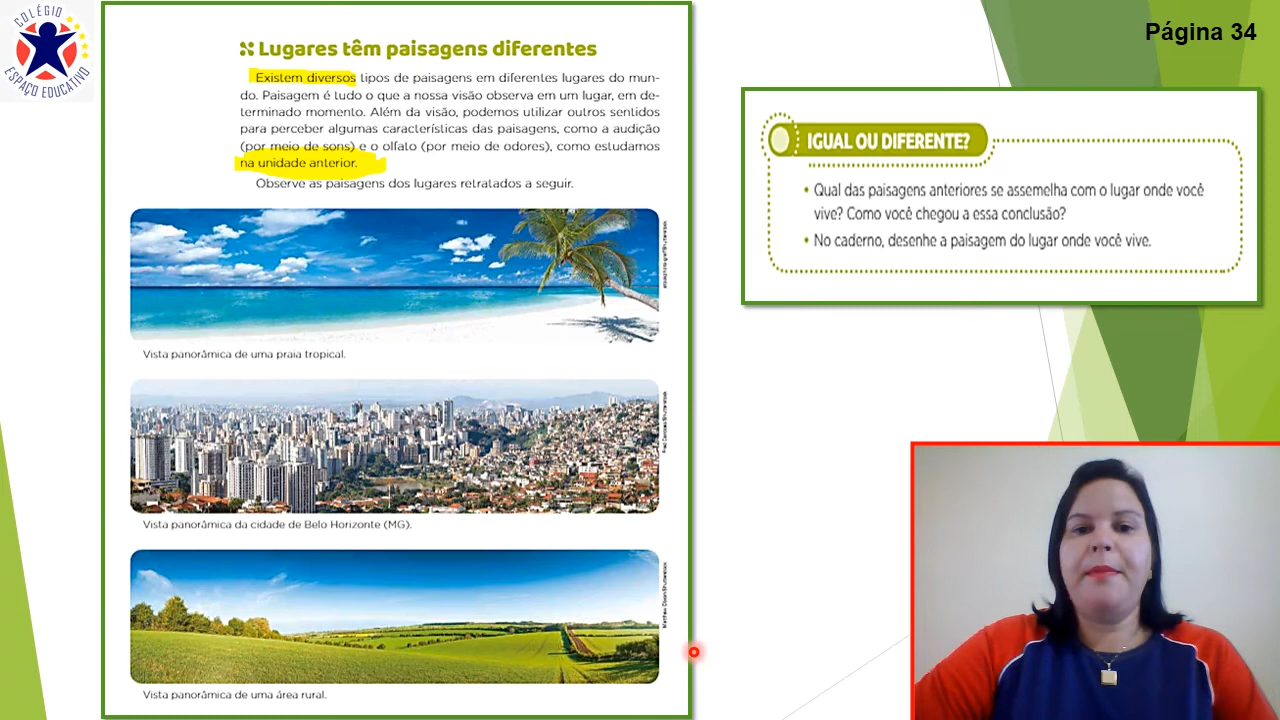 COLÉGIO
ESPAÇO EDUCATIVO
Lugares têm paisagens diferentes
Existem diversos tipos de paisagens em diferentes lugares do mun-
do. Paisagem é tudo o que a nossa visão observa em um lugar, em de-
terminado momento. Além da visão, podemos utilizar outros sentidos
para perceber algumas características das paisagens, como a audição
(por meio de sons) e o olfato (por meio de odores), como estudamos
na unidade anterior.
Observe as paisagens dos lugares retratados a seguir.
Vista panorâmica de uma praia tropical.
Vista panorâmica da cidade de Belo Horizonte (MG).
Vista panorâmica de uma área rural.
Página 34
IGUAL OU DIFERENTE?
• Qual das paisagens anteriores se assemelha com o lugar onde você
vive? Como você chegou a essa conclusão?
• No caderno, desenhe a paisagem do lugar onde você vive.